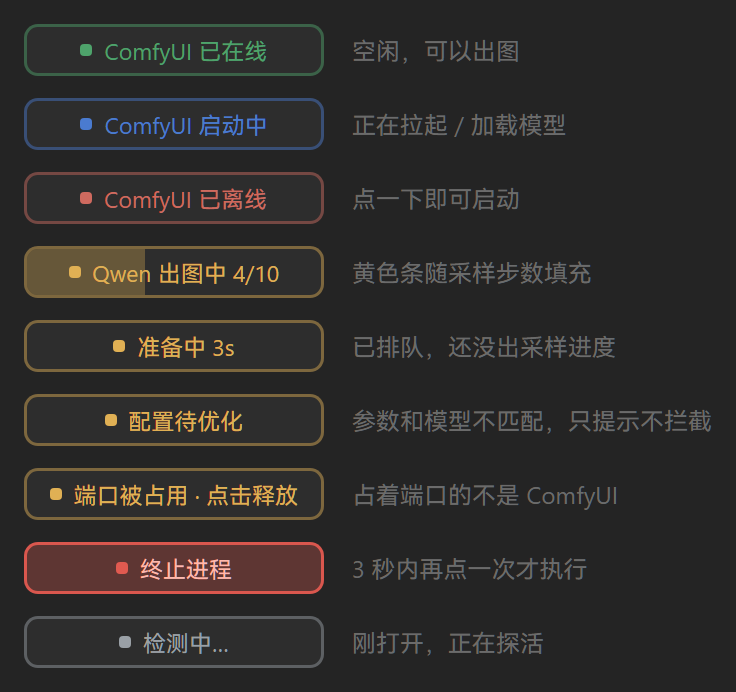 ComfyUI 已在线 空闲，可以出图
ComfyUI 启动中 正在拉起 / 加载模型
ComfyUI 已离线 点一下即可启动
Qwen 出图中 4/10 黄色条随采样步数填充
准备中 3s 已排队，还没出采样进度
配置待优化 参数和模型不匹配，只提示不拦截
端口被占用 · 点击释放 占着端口的不是 ComfyUI
终止进程 3 秒内再点一次才执行
检测中... 刚打开，正在探活